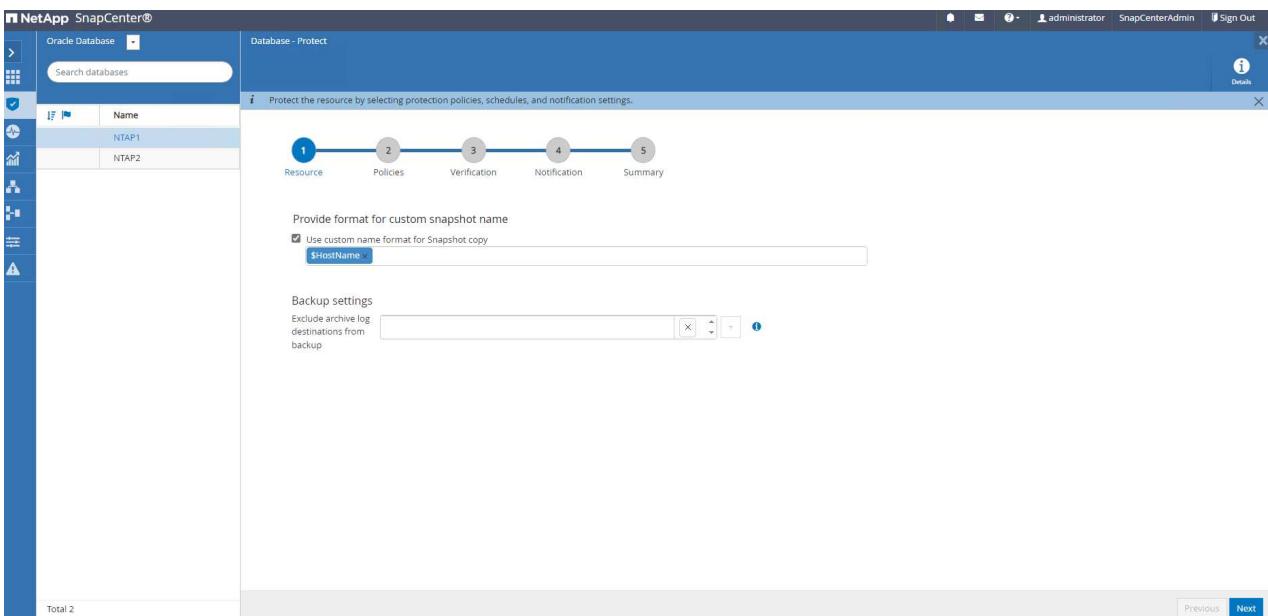 NetApp SnapCenter®
administrator SnapCenterAdmin Sign Out
Oracle Database
Search databases
Name
NTAP1
NTAP2
Total 2
Database - Protect
Details
i Protect the resource by selecting protection policies, schedules, and notification settings.
1 2 3 4 5
Resource Policies Verification Notification Summary
Provide format for custom snapshot name
Use custom name format for Snapshot copy
$HostName x
Backup settings
Exclude archive log
destinations from
backup
Previous Next